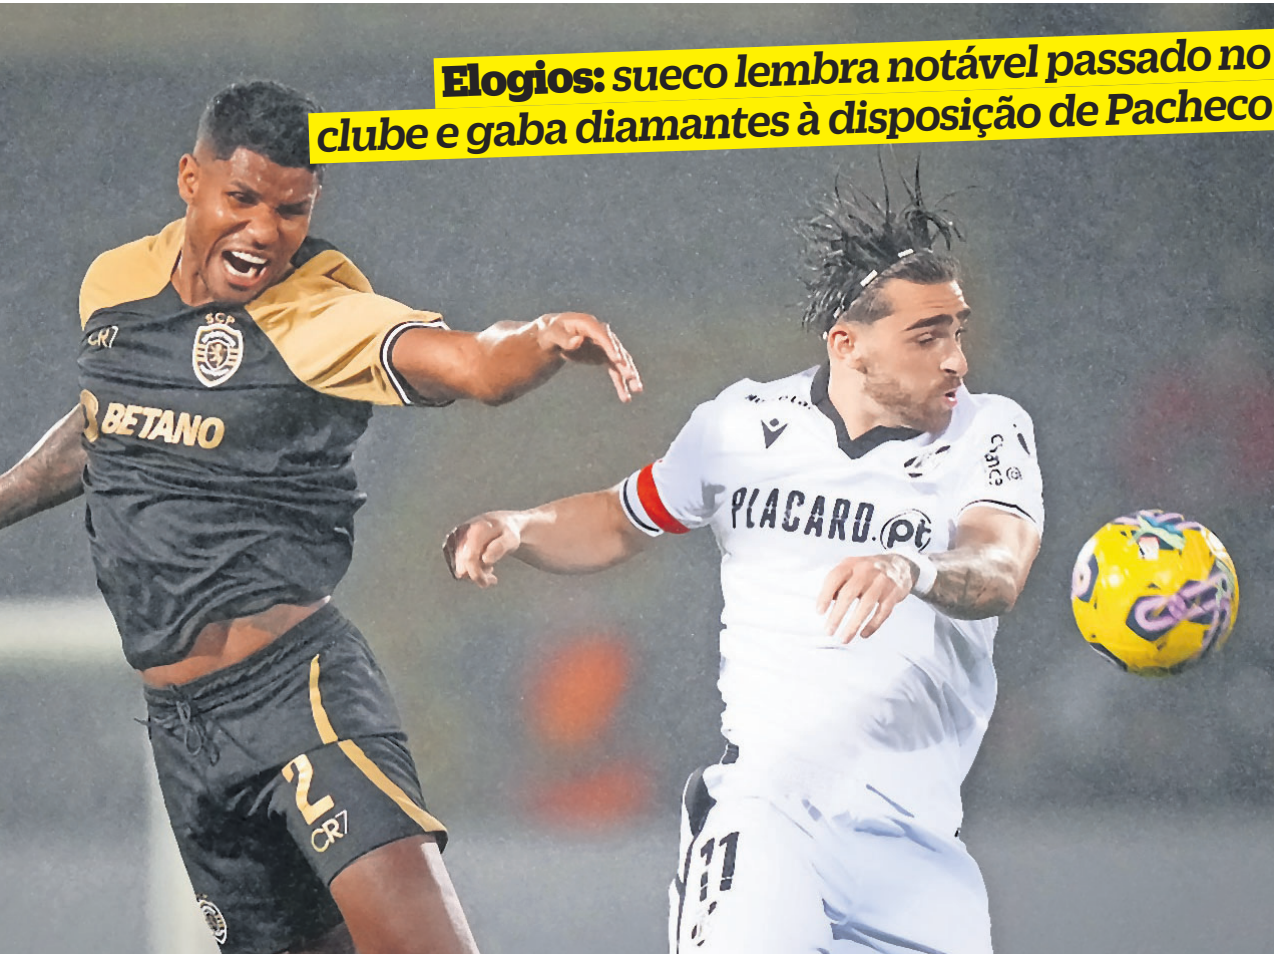 Elogios: sueco lembra notável passado no
clube e gaba diamantes à disposição de Pacheco
SCP
CR7
BETANO
2
CR7
PLACARD.pt
11